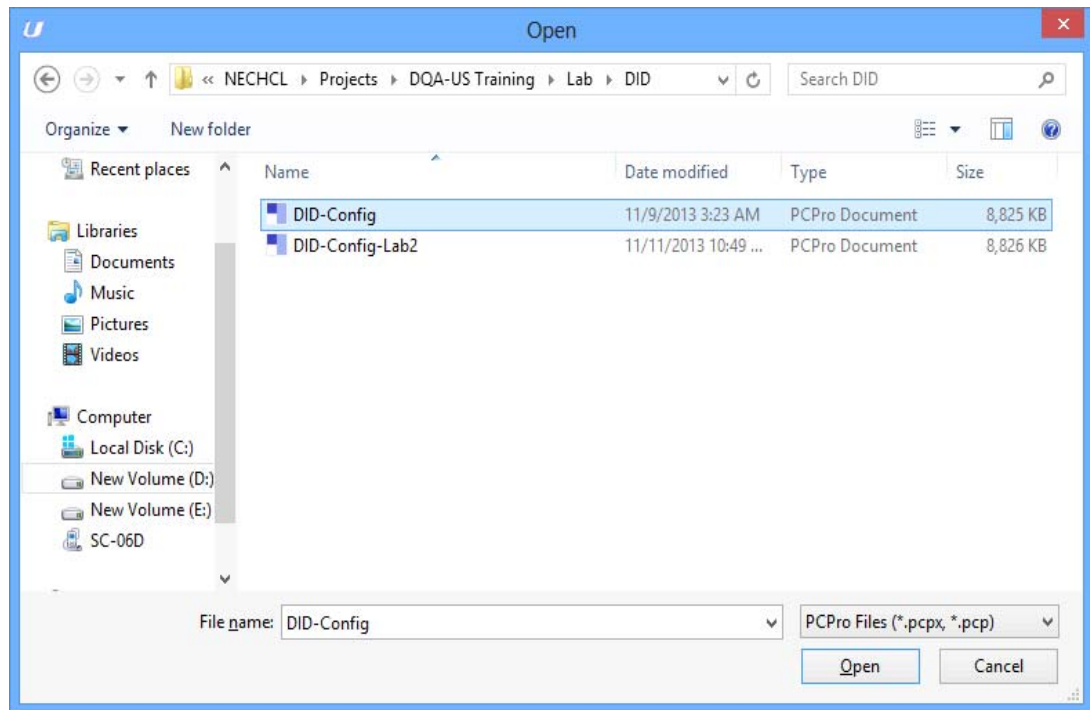 U Open
« NECHCL Projects DQA-US Training Lab DID Search DID
Organize New folder
Name Date modified Type Size
Recent places
DID-Config 11/9/2013 3:23 AM PCPro Document 8,825 KB
DID-Config-Lab2 11/11/2013 10:49 ... PCPro Document 8,826 KB
Libraries
Documents
Music
Pictures
Videos
Computer
Local Disk (C:)
New Volume (D:)
New Volume (E:)
SC-06D
File name: DID-Config PCPro Files (*.pcpx, *.pcp)
Open Cancel